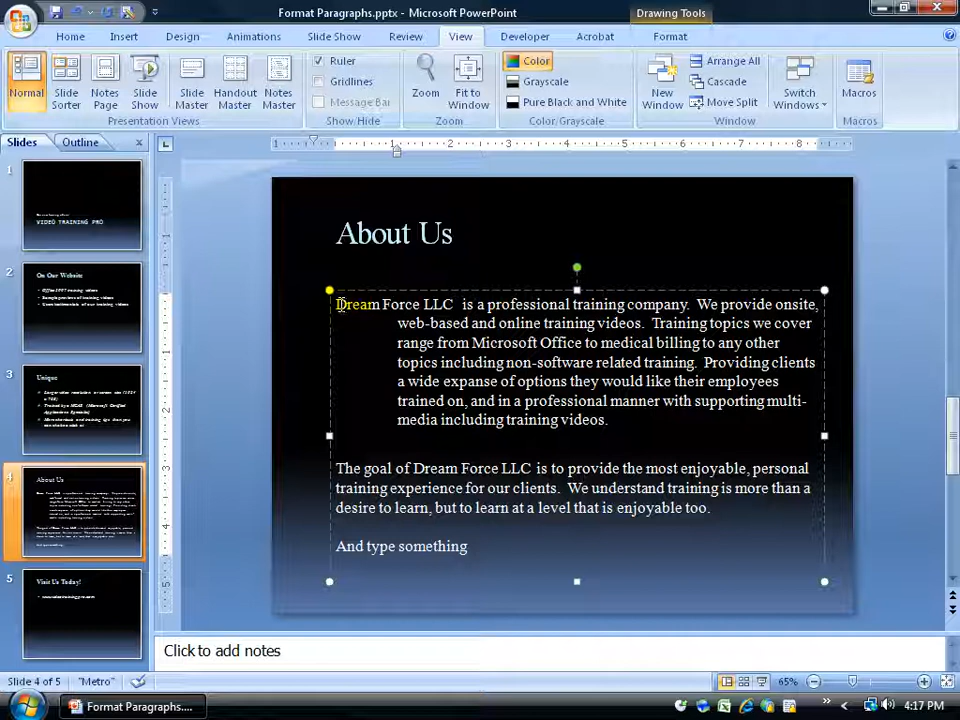 Format Paragraphs.pptx - Microsoft PowerPoint
Drawing Tools
Home Insert Design Animations Slide Show Review View Developer Acrobat Format
Normal
Slide Sorter
Notes Page
Slide Show
Slide Master
Handout Master
Notes Master
Presentation Views
Ruler
Gridlines
Message Bar
Show/Hide
Zoom
Fit to Window
Zoom
Color
Grayscale
Pure Black and White
Color/Grayscale
New Window
Arrange All
Cascade
Move Split
Switch Windows
Window
Macros
Macros
Slides Outline
1
VIDEO TRAINING PRO
2
On Our Website
3
Unique
4
About Us
5
Visit Us Today!
About Us
Dream Force LLC is a professional training company. We provide onsite,
web-based and online training videos. Training topics we cover
range from Microsoft Office to medical billing to any other
topics including non-software related training. Providing clients
a wide expanse of options they would like their employees
trained on, and in a professional manner with supporting multi-
media including training videos.
The goal of Dream Force LLC is to provide the most enjoyable, personal
training experience for our clients. We understand training is more than a
desire to learn, but to learn at a level that is enjoyable too.
And type something
Click to add notes
Slide 4 of 5 "Metro" 65%
Format Paragraphs.... 4:17 PM